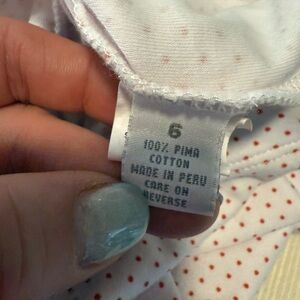 6
100% PIMA
COTTON
MADE IN PERU
CARE ON
REVERSE